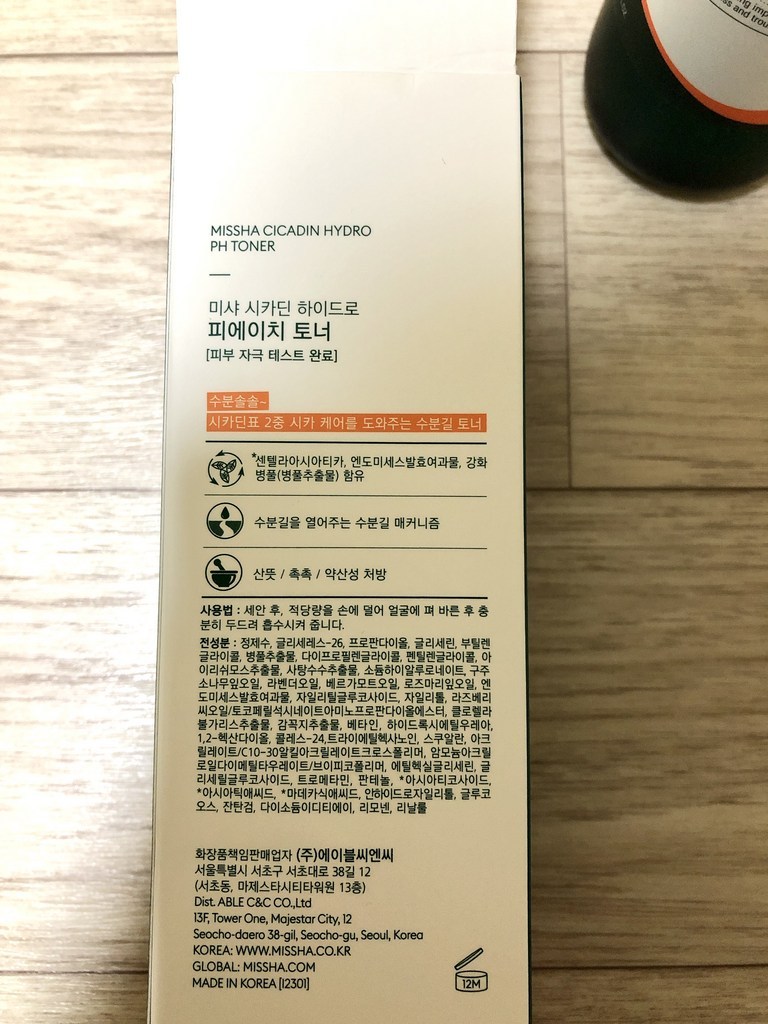 MISSHA CICADIN HYDRO
PH TONER
미샤 시카딘 하이드로
피에이치 토너
[피부 자극 테스트 완료]
수분솔솔~
시카딘표 2중 시카 케어를 도와주는 수분길 토너
*센텔라아시아티카, 엔도미세스발효여과물, 강화
병풀(병풀추출물) 함유
수분길을 열어주는 수분길 매커니즘
산뜻 / 촉촉 / 약산성 처방
사용법 : 세안 후, 적당량을 손에 덜어 얼굴에 펴 바른 후 충
분히 두드려 흡수시켜 줍니다.
전성분 : 정제수, 글리세레스-26, 프로판다이올, 글리세린, 부틸렌
글라이콜, 병풀추출물, 다이프로필렌글라이콜, 펜틸렌글라이콜, 아
이리쉬모스추출물, 사탕수수추출물, 소듐하이알루로네이트, 구주
소나무잎오일, 라벤더오일, 베르가모트오일, 로즈마리잎오일, 엔
도미세스발효여과물, 자일리틸글루코사이드, 자일리톨, 라즈베리
씨오일/토코페릴석시네이트아미노프로판다이올에스터, 클로렐라
불가리스추출물, 감꼭지추출물, 베타인, 하이드록시에틸우레아,
1,2-헥산다이올, 콜레스-24,트라이에틸헥사노인, 스쿠알란, 아크
릴레이트/C10-30알킬아크릴레이트크로스폴리머, 암모늄아크릴
로일다이메틸타우레이트/브이피코폴리머, 에틸헥실글리세린, 글
리세릴글루코사이드, 트로메타민, 판테놀, *아시아티코사이드,
*아시아틱애씨드, *마데카식애씨드, 안하이드로자일리톨, 글루코
오스, 잔탄검, 다이소듐이디티에이, 리모넨, 리날룰
화장품책임판매업자 (주)에이블씨엔씨
서울특별시 서초구 서초대로 38길 12
(서초동, 마제스타시티타워원 13층)
Dist. ABLE C&C CO.,Ltd
13F, Tower One, Majestar City, 12
Seocho-daero 38-gil, Seocho-gu, Seoul, Korea
KOREA: WWW.MISSHA.CO.KR
GLOBAL: MISSHA.COM
MADE IN KOREA [12301]
12M